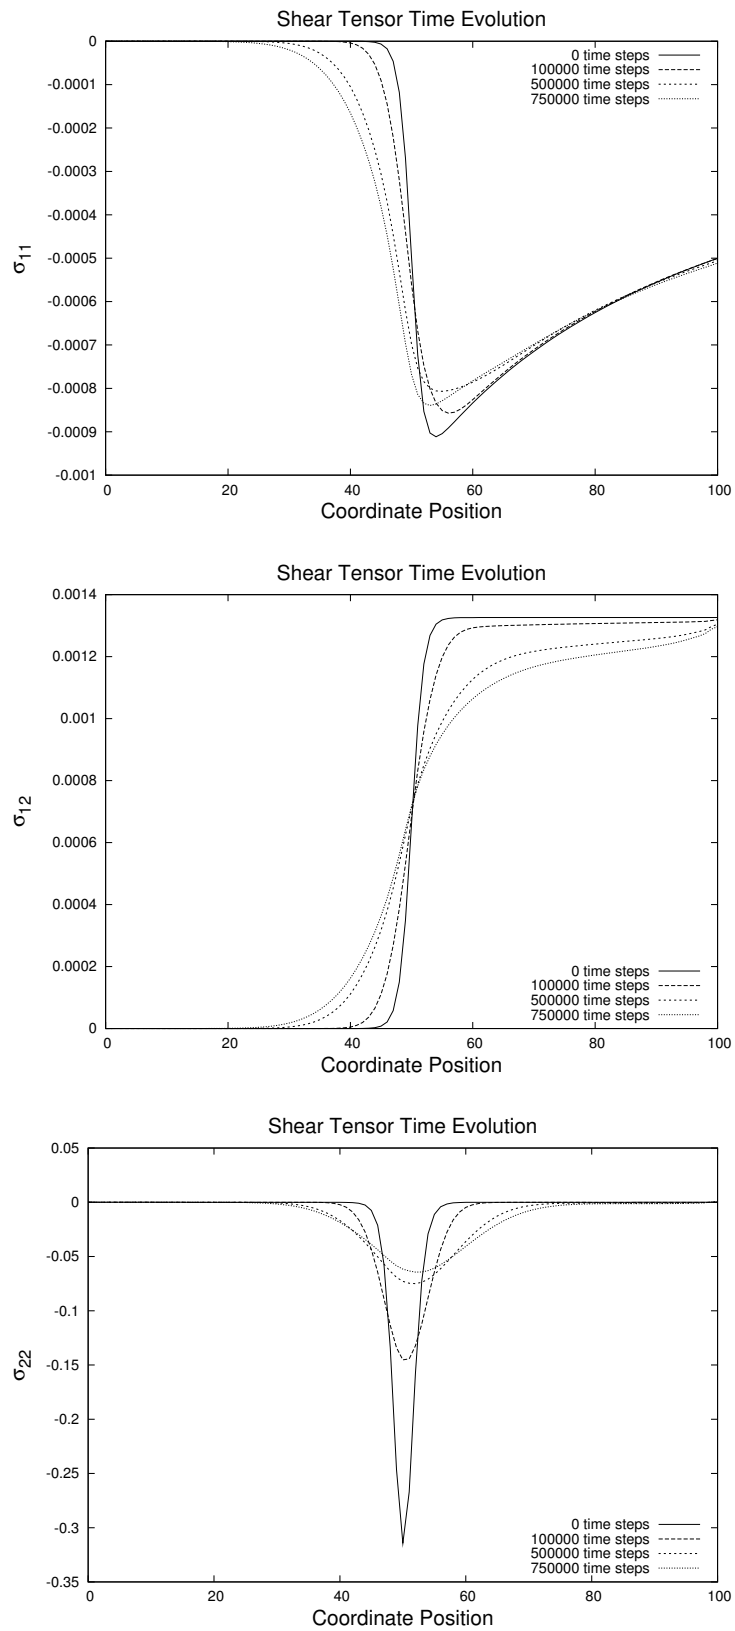 Shear Tensor Time Evolution
0
-0.0001
-0.0002
-0.0003
-0.0004
-0.0005
-0.0006
-0.0007
-0.0008
-0.0009
-0.001
σ11
0 time steps
100000 time steps
500000 time steps
750000 time steps
0 20 40 60 80 100
Coordinate Position
Shear Tensor Time Evolution
0.0014
0.0012
0.001
0.0008
0.0006
0.0004
0.0002
0
σ12
0 time steps
100000 time steps
500000 time steps
750000 time steps
0 20 40 60 80 100
Coordinate Position
Shear Tensor Time Evolution
0.05
0
-0.05
-0.1
-0.15
-0.2
-0.25
-0.3
-0.35
σ22
0 time steps
100000 time steps
500000 time steps
750000 time steps
0 20 40 60 80 100
Coordinate Position